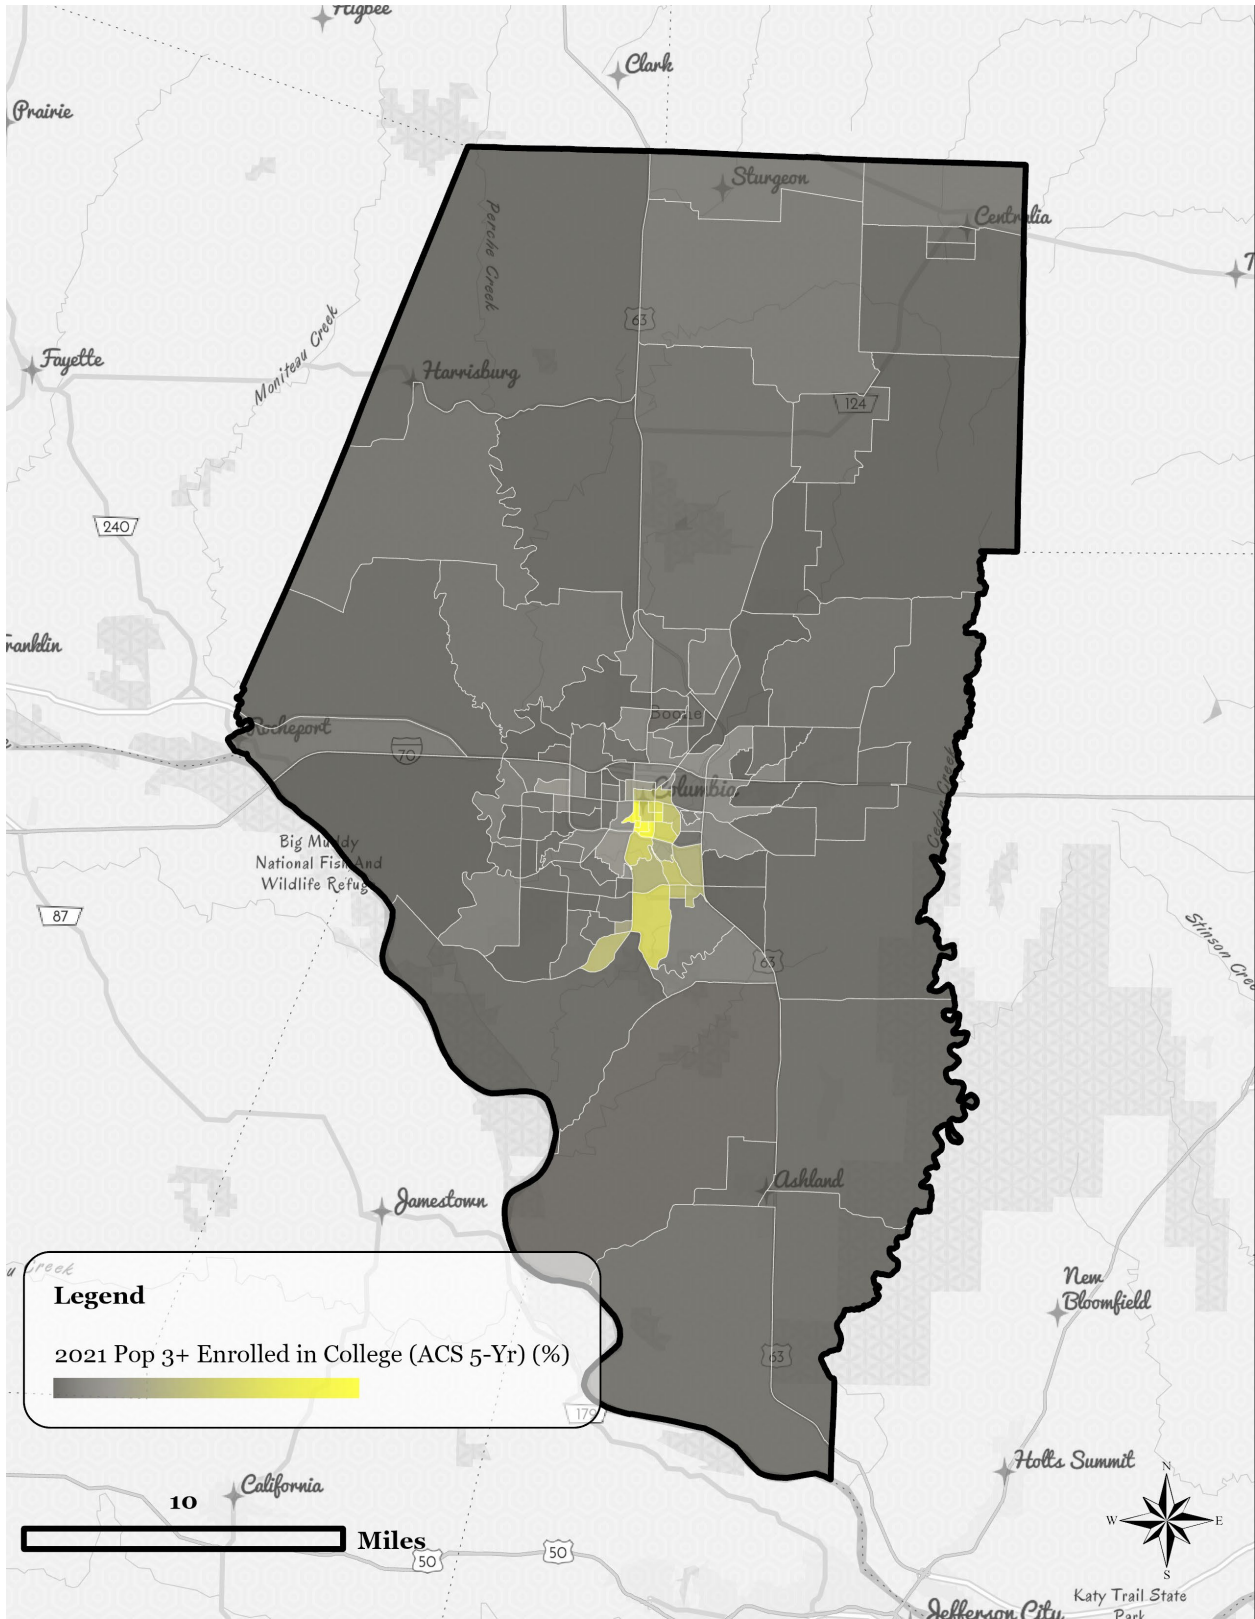 Higbee
Clark
Prairie
Sturgeon
Centralia
Perche Creek
63
Moniteau Creek
Fayette
Harrisburg
124
240
Franklin
Rocheport
Boone
70
Columbia
Cedar Creek
Big Muddy
National Fish And
Wildlife Refug
87
Stinson Cree
63
Ashland
Jamestown
u Creek
New
Bloomfield
Legend
2021 Pop 3+ Enrolled in College (ACS 5-Yr) (%)
63
179
Holts Summit
California
10
Miles
50
50
N
W
E
S
Katy Trail State
Park
Jefferson City